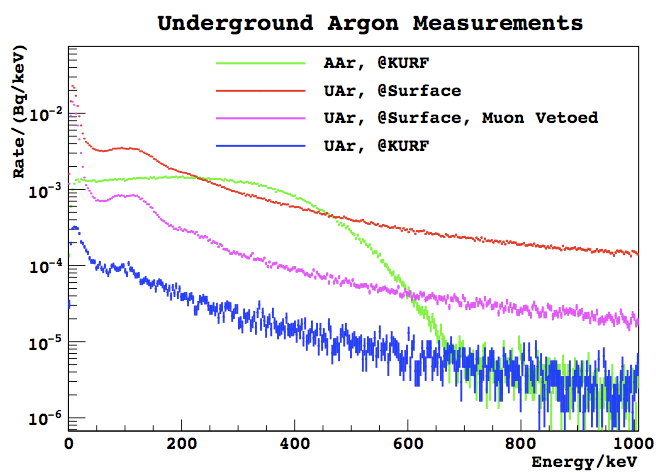 Underground Argon Measurements
Rate/(Bq/keV)
AAr, @KURF
UAr, @Surface
UAr, @Surface, Muon Vetoed
UAr, @KURF
10⁻²
10⁻³
10⁻⁴
10⁻⁵
10⁻⁶
0 200 400 600 800 1000
Energy/keV